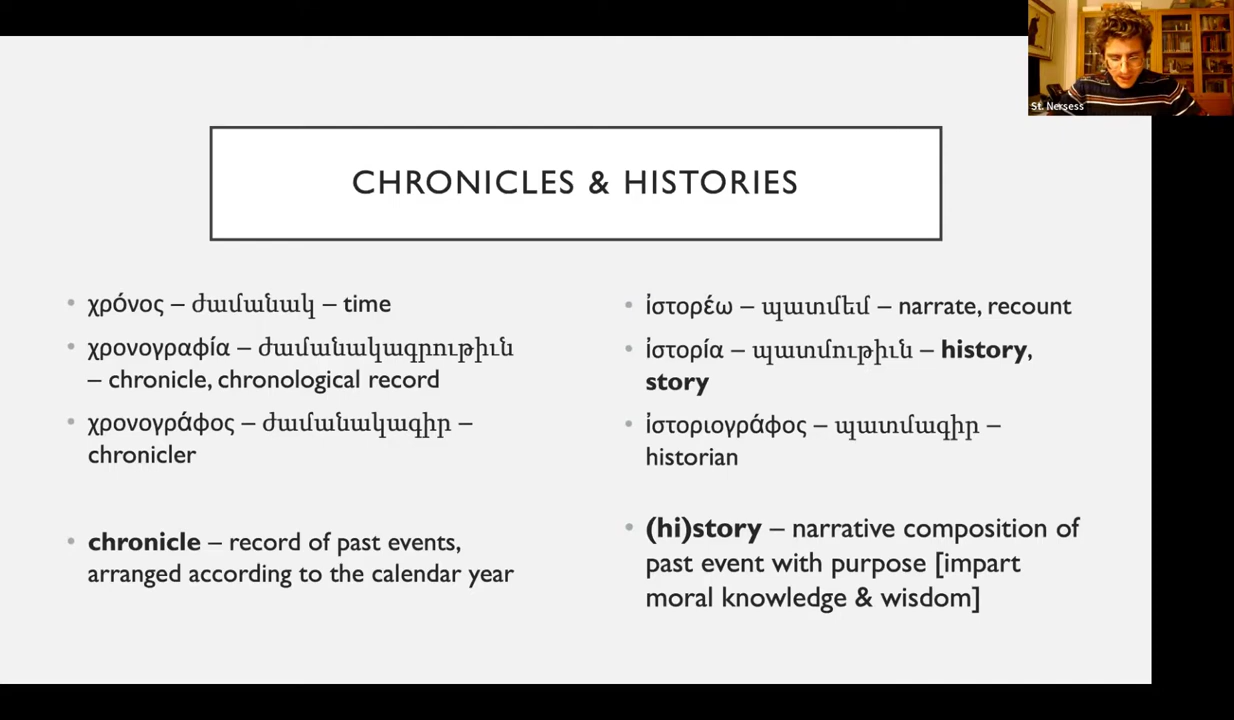 St. Nersess
CHRONICLES & HISTORIES
• χρόνος – ժամանակ – time
• χρονογραφία – ժամանակագրութիւն
– chronicle, chronological record
• χρονογράφος – ժամանակագիր –
chronicler
• chronicle – record of past events,
arranged according to the calendar year
• ἱστορέω – պատմեմ – narrate, recount
• ἱστορία – պատմութիւն – history,
story
• ἱστοριογράφος – պատմագիր –
historian
• (hi)story – narrative composition of
past event with purpose [impart
moral knowledge & wisdom]